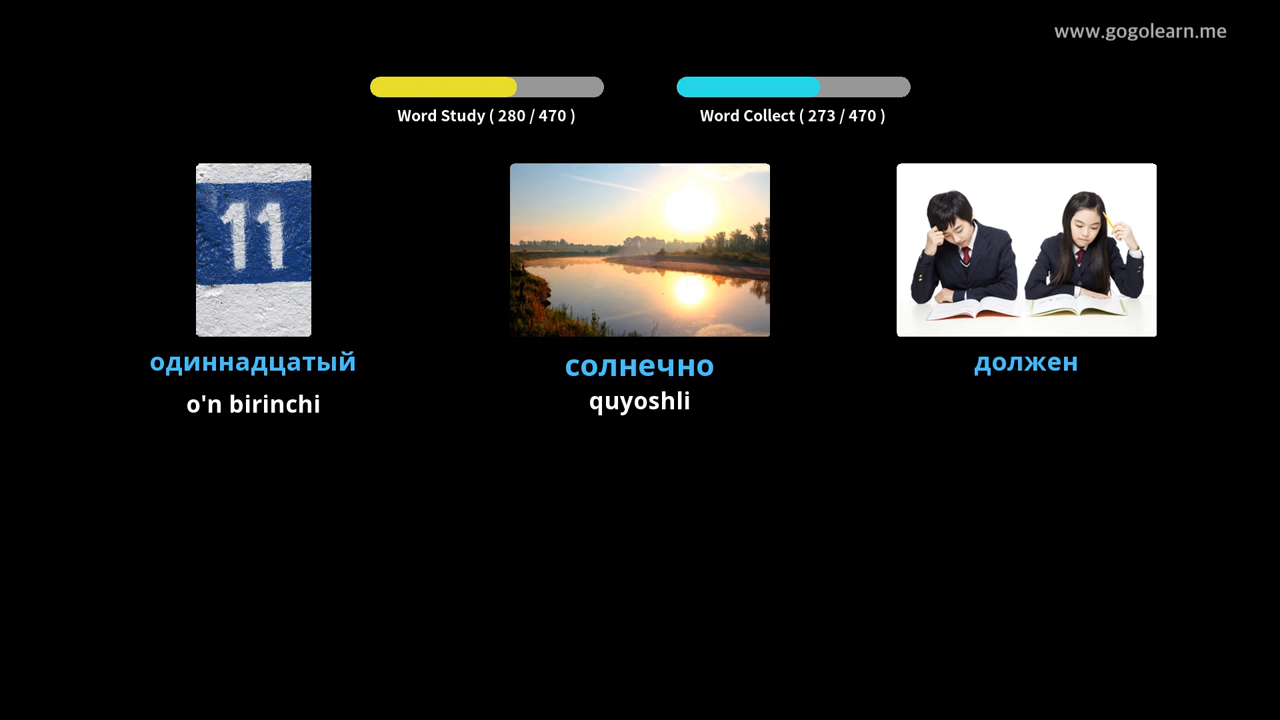 www.gogolearn.me
Word Study ( 280 / 470 )
Word Collect ( 273 / 470 )
11
одиннадцатый
o'n birinchi
солнечно
quyoshli
должен